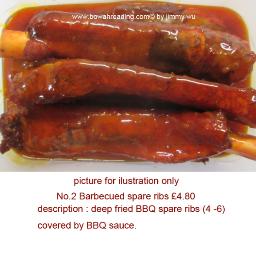 www.bowahreading.com© by jimmy wu
picture for ilustration only
No.2 Barbecued spare ribs £4.80
description : deep fried BBQ spare ribs (4 -6)
covered by BBQ sauce.